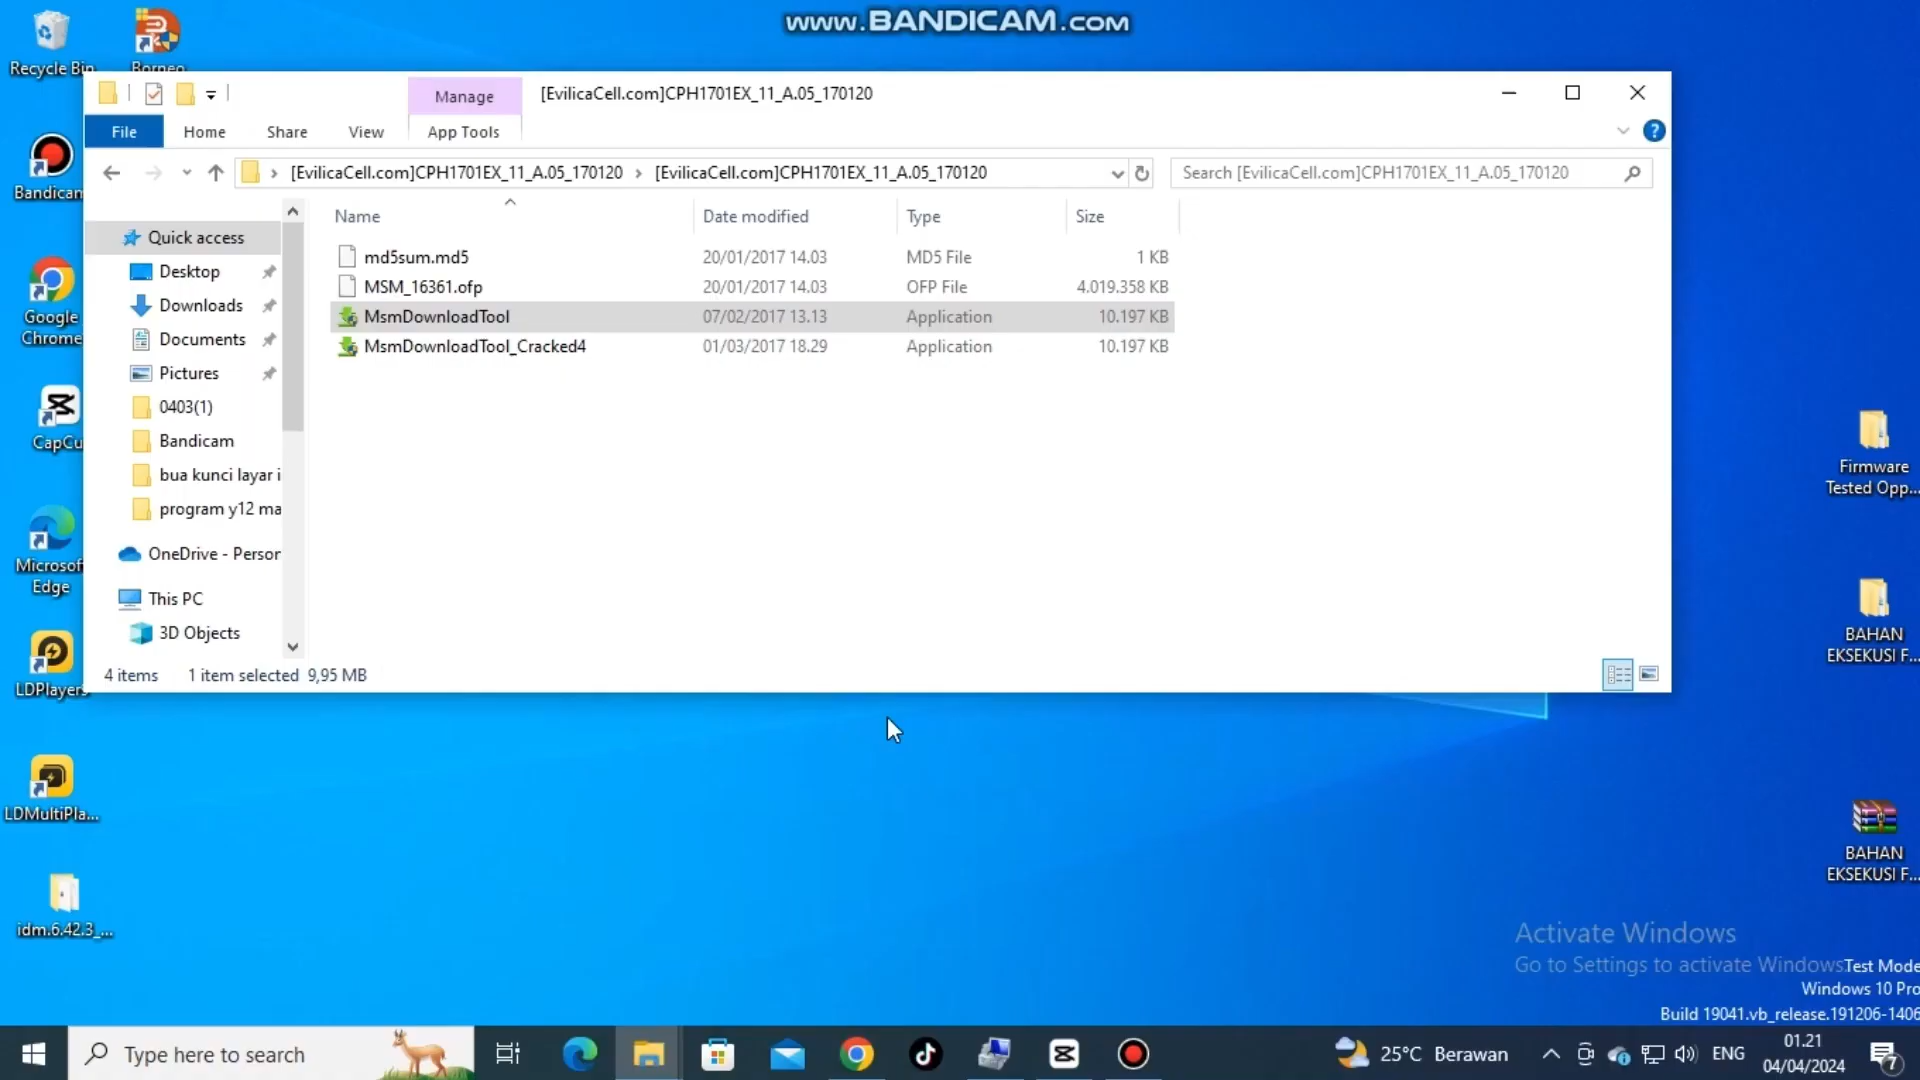 www.BANDICAM.com
Recycle Bin
Borneo
Manage
[EvilicaCell.com]CPH1701EX_11_A.05_170120
File
Home
Share
View
App Tools
[EvilicaCell.com]CPH1701EX_11_A.05_170120
[EvilicaCell.com]CPH1701EX_11_A.05_170120
Search [EvilicaCell.com]CPH1701EX_11_A.05_170120
Name
Date modified
Type
Size
md5sum.md5
20/01/2017 14.03
MD5 File
1 KB
MSM_16361.ofp
20/01/2017 14.03
OFP File
4.019.358 KB
MsmDownloadTool
07/02/2017 13.13
Application
10.197 KB
MsmDownloadTool_Cracked4
01/03/2017 18.29
Application
10.197 KB
Quick access
Desktop
Downloads
Documents
Pictures
0403(1)
Bandicam
bua kunci layar i
program y12 ma
OneDrive - Person
This PC
3D Objects
4 items
1 item selected
9,95 MB
Bandicam
Google
Chrome
CapCu
Microsof
Edge
LDPlayer
LDMultiPla...
idm.6.42.3_...
Firmware
Tested Opp...
BAHAN
EKSEKUSI F...
BAHAN
EKSEKUSI F...
Activate Windows
Go to Settings to activate Windows
Test Mode
Windows 10 Pro
Build 19041.vb_release.191206-1406
Type here to search
25°C Berawan
ENG
01.21
04/04/2024
7